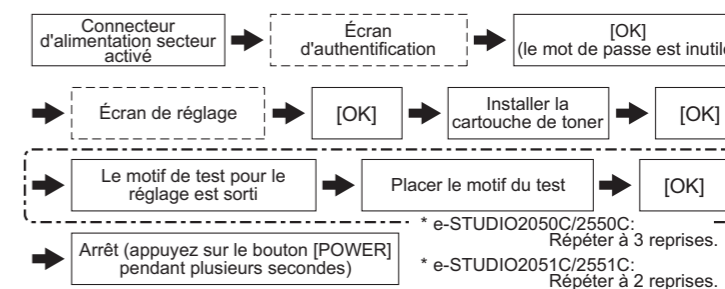 Connecteur
d'alimentation secteur
activé
Écran
d'authentification
[OK]
(le mot de passe est
Écran de réglage
[OK]
Installer la
cartouche de toner
[OK]
Le motif de test pour le
réglage est sorti
Placer le motif du test
[OK]
* e-STUDIO2050C/2550C:
Répéter à 3 reprises.
Arrêt (appuyez sur le bouton [POWER]
pendant plusieurs secondes)
* e-STUDIO2051C/2551C:
Répéter à 2 reprises.